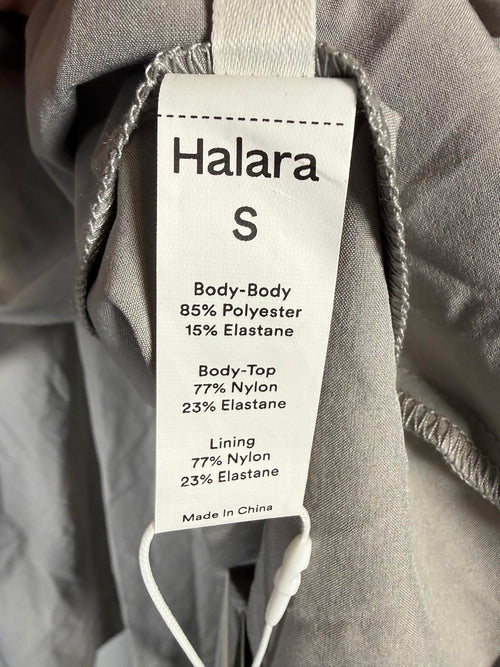 Halara
S
Body-Body
85% Polyester
15% Elastane
Body-Top
77% Nylon
23% Elastane
Lining
77% Nylon
23% Elastane
Made In China